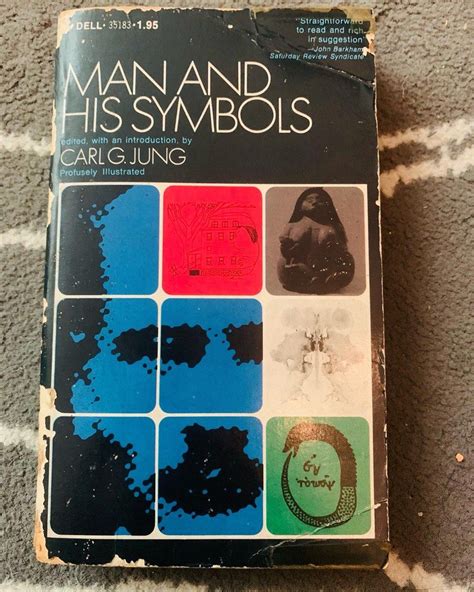 DELL · 35183 · 1.95
"Straightforward
to read and rich
in suggestion"
—John Barkham
Saturday Review Syndicate
MAN AND
HIS SYMBOLS
edited, with an introduction, by
CARL G. JUNG
Profusely Illustrated